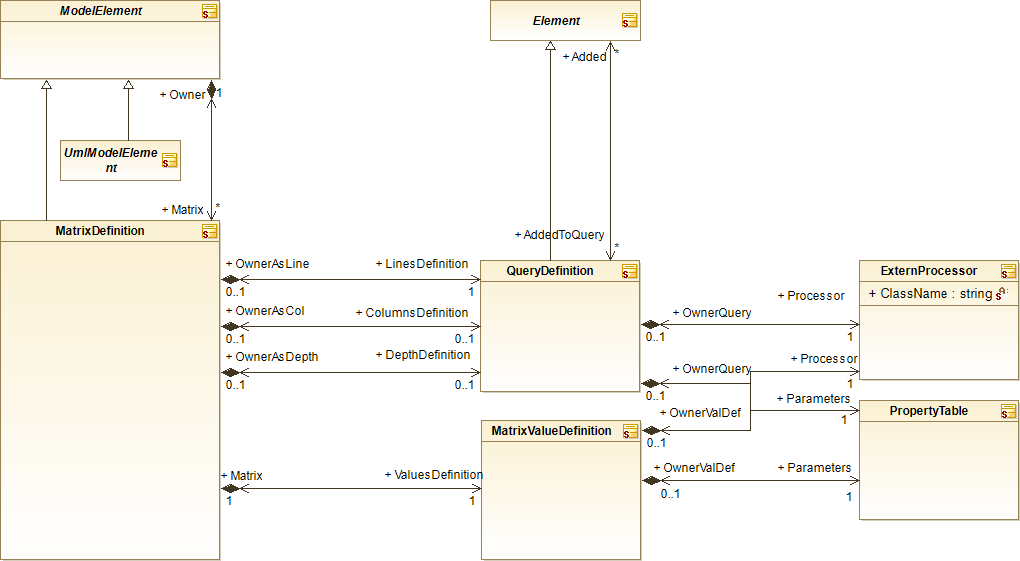 ModelElement
Element
+ Added
*
+ Owner
1
UmlModelEleme
nt
+ Matrix
*
+ AddedToQuery
*
MatrixDefinition
QueryDefinition
ExternProcessor
+ ClassName : string
+ OwnerAsLine
+ LinesDefinition
0..1
1
+ OwnerAsCol
+ ColumnsDefinition
0..1
0..1
+ OwnerAsDepth
+ DepthDefinition
0..1
0..1
+ Processor
+ OwnerQuery
0..1
1
+ Processor
+ OwnerQuery
1
0..1
+ Parameters
+ OwnerValDef
1
0..1
PropertyTable
MatrixValueDefinition
+ OwnerValDef
+ Parameters
0..1
1
+ Matrix
+ ValuesDefinition
1
1